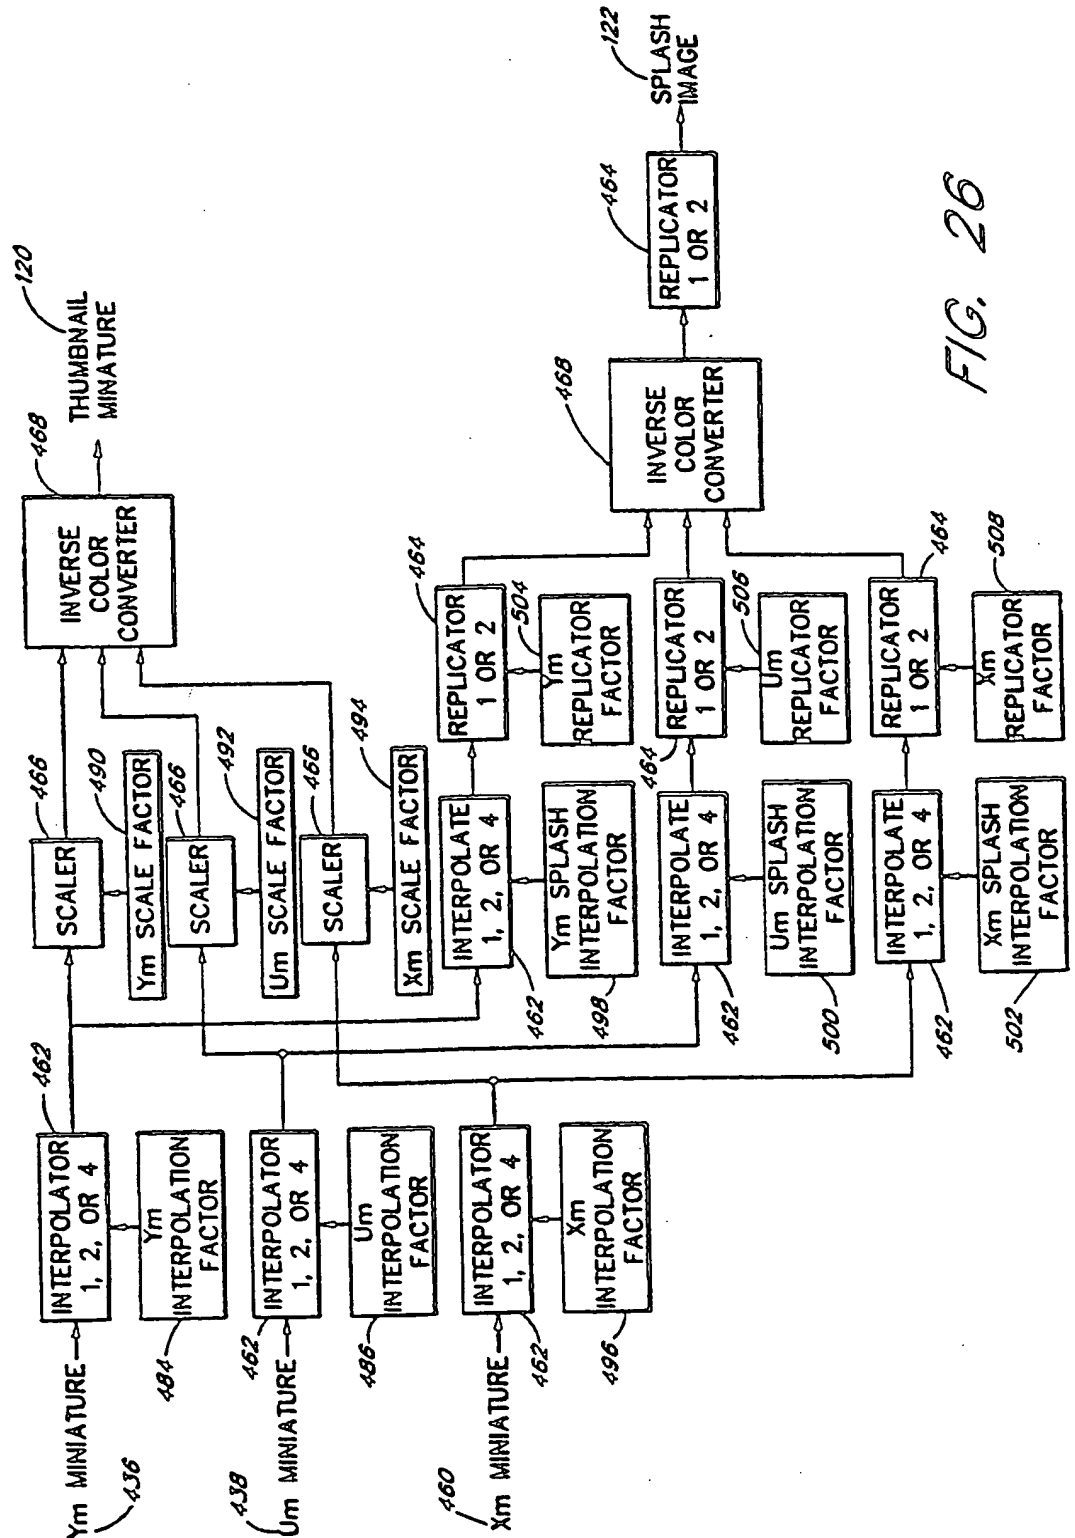 Ym MINIATURE
436
INTERPOLATOR
1, 2, OR 4
462
Ym
INTERPOLATION
FACTOR
484
Um MINIATURE
438
INTERPOLATOR
1, 2, OR 4
462
Um
INTERPOLATION
FACTOR
486
Xm MINIATURE
460
INTERPOLATOR
1, 2, OR 4
462
Xm
INTERPOLATION
FACTOR
496
SCALER
466
Ym SCALE FACTOR
490
SCALER
466
Um SCALE FACTOR
492
SCALER
466
Xm SCALE FACTOR
494
INVERSE
COLOR
CONVERTER
468
THUMBNAIL
MINATURE
120
INTERPOLATE
1, 2, OR 4
462
Ym SPLASH
INTERPOLATION
FACTOR
498
REPLICATOR
1 OR 2
464
Ym
REPLICATOR
FACTOR
504
INTERPOLATE
1, 2, OR 4
462
Um SPLASH
INTERPOLATION
FACTOR
500
REPLICATOR
1 OR 2
464
Um
REPLICATOR
FACTOR
506
INTERPOLATE
1, 2, OR 4
462
Xm SPLASH
INTERPOLATION
FACTOR
502
REPLICATOR
1 OR 2
464
Xm
REPLICATOR
FACTOR
508
INVERSE
COLOR
CONVERTER
468
REPLICATOR
1 OR 2
464
SPLASH
IMAGE
122
FIG. 26